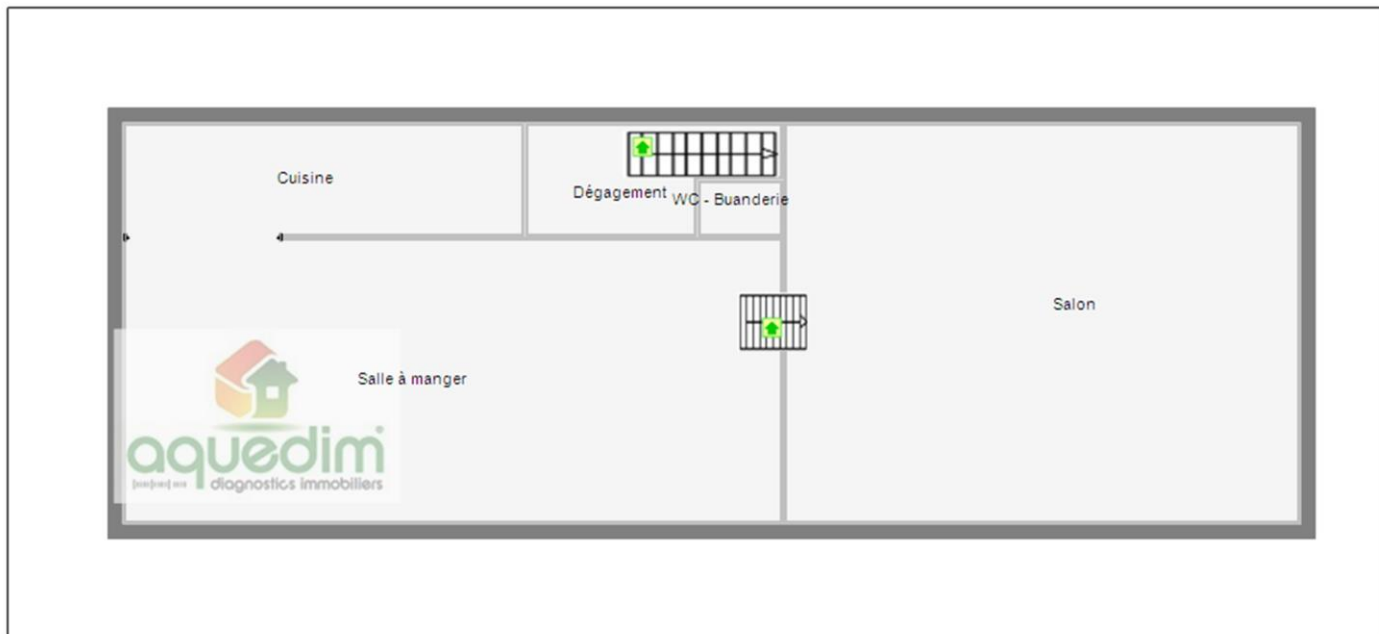 Cuisine
Dégagement
WC - Buanderie
Salon
Salle à manger
aquedim
diagnostics immobiliers